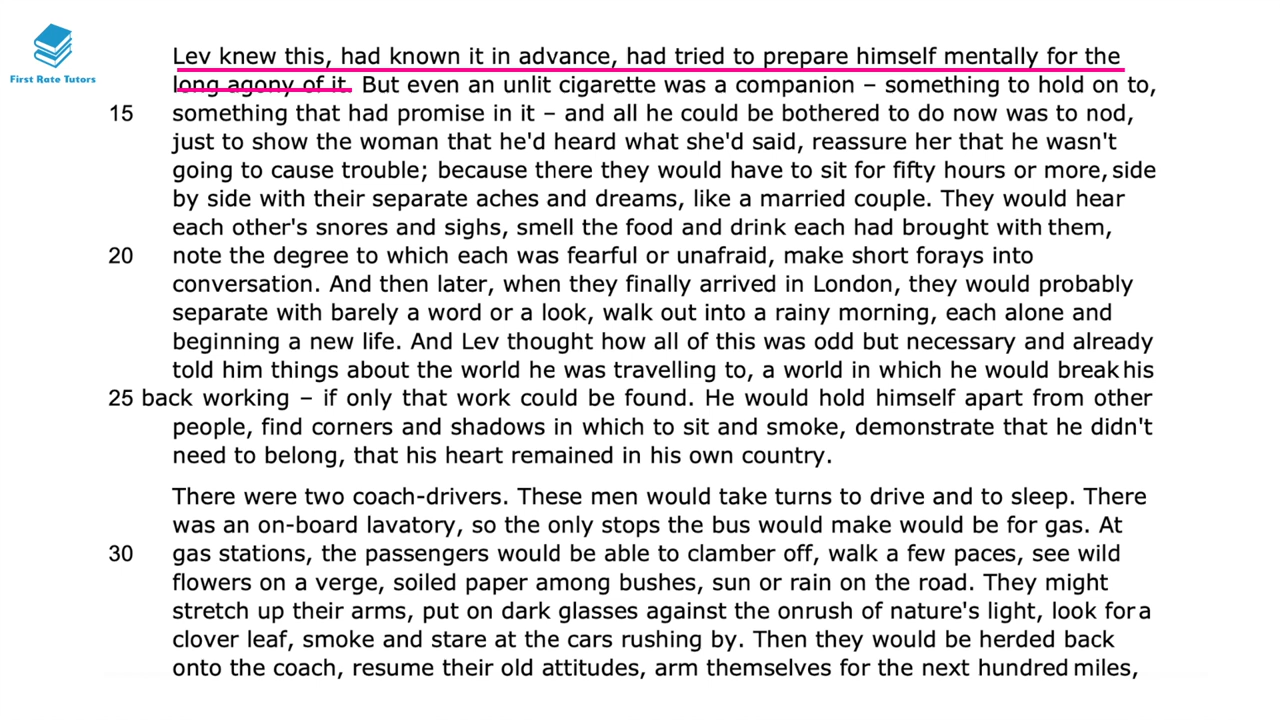 First Rate Tutors
Lev knew this, had known it in advance, had tried to prepare himself mentally for the
long agony of it. But even an unlit cigarette was a companion – something to hold on to,
15 something that had promise in it – and all he could be bothered to do now was to nod,
just to show the woman that he'd heard what she'd said, reassure her that he wasn't
going to cause trouble; because there they would have to sit for fifty hours or more, side
by side with their separate aches and dreams, like a married couple. They would hear
each other's snores and sighs, smell the food and drink each had brought with them,
20 note the degree to which each was fearful or unafraid, make short forays into
conversation. And then later, when they finally arrived in London, they would probably
separate with barely a word or a look, walk out into a rainy morning, each alone and
beginning a new life. And Lev thought how all of this was odd but necessary and already
told him things about the world he was travelling to, a world in which he would break his
25 back working – if only that work could be found. He would hold himself apart from other
people, find corners and shadows in which to sit and smoke, demonstrate that he didn't
need to belong, that his heart remained in his own country.
There were two coach-drivers. These men would take turns to drive and to sleep. There
was an on-board lavatory, so the only stops the bus would make would be for gas. At
30 gas stations, the passengers would be able to clamber off, walk a few paces, see wild
flowers on a verge, soiled paper among bushes, sun or rain on the road. They might
stretch up their arms, put on dark glasses against the onrush of nature's light, look for a
clover leaf, smoke and stare at the cars rushing by. Then they would be herded back
onto the coach, resume their old attitudes, arm themselves for the next hundred miles,